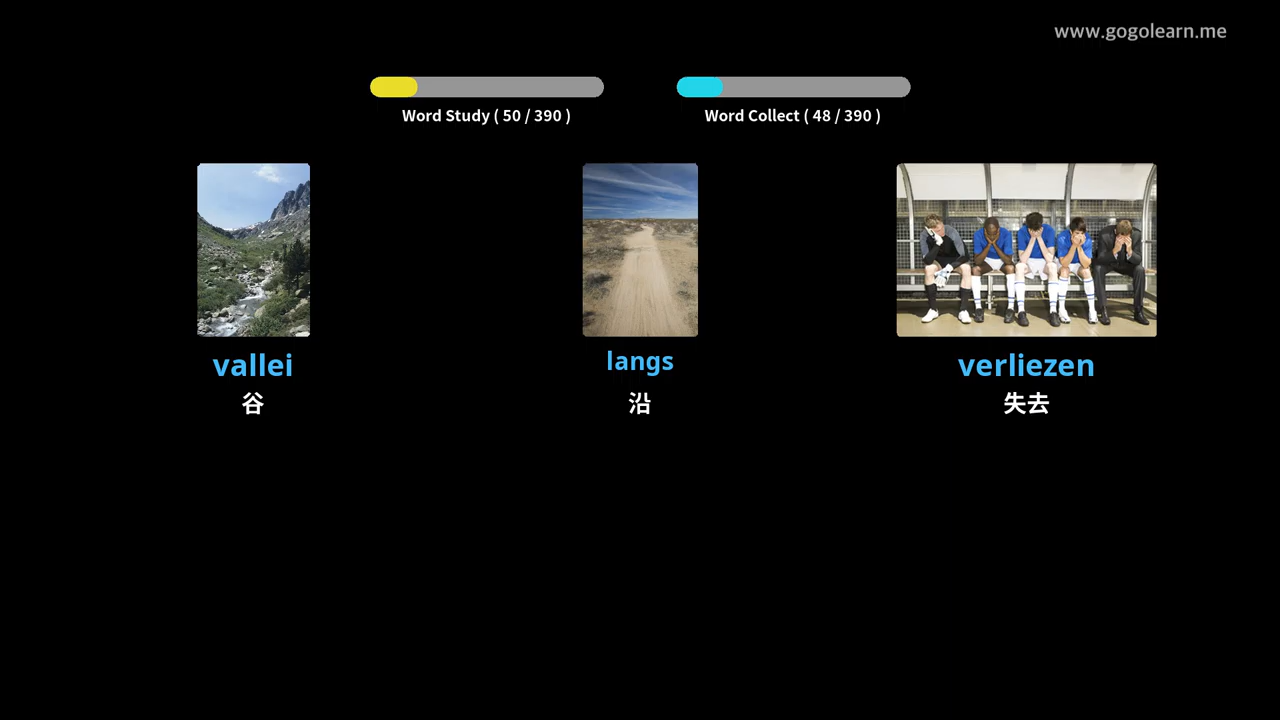 www.gogolearn.me
Word Study ( 50 / 390 )
Word Collect ( 48 / 390 )
vallei
langs
verliezen
谷
沿
失去